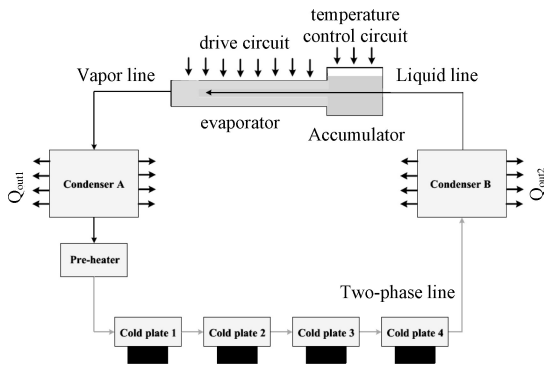 temperature
control circuit
drive circuit
Vapor line
Liquid line
evaporator
Accumulator
Condenser A
Condenser B
Qout1
Qout2
Pre-heater
Two-phase line
Cold plate 1
Cold plate 2
Cold plate 3
Cold plate 4